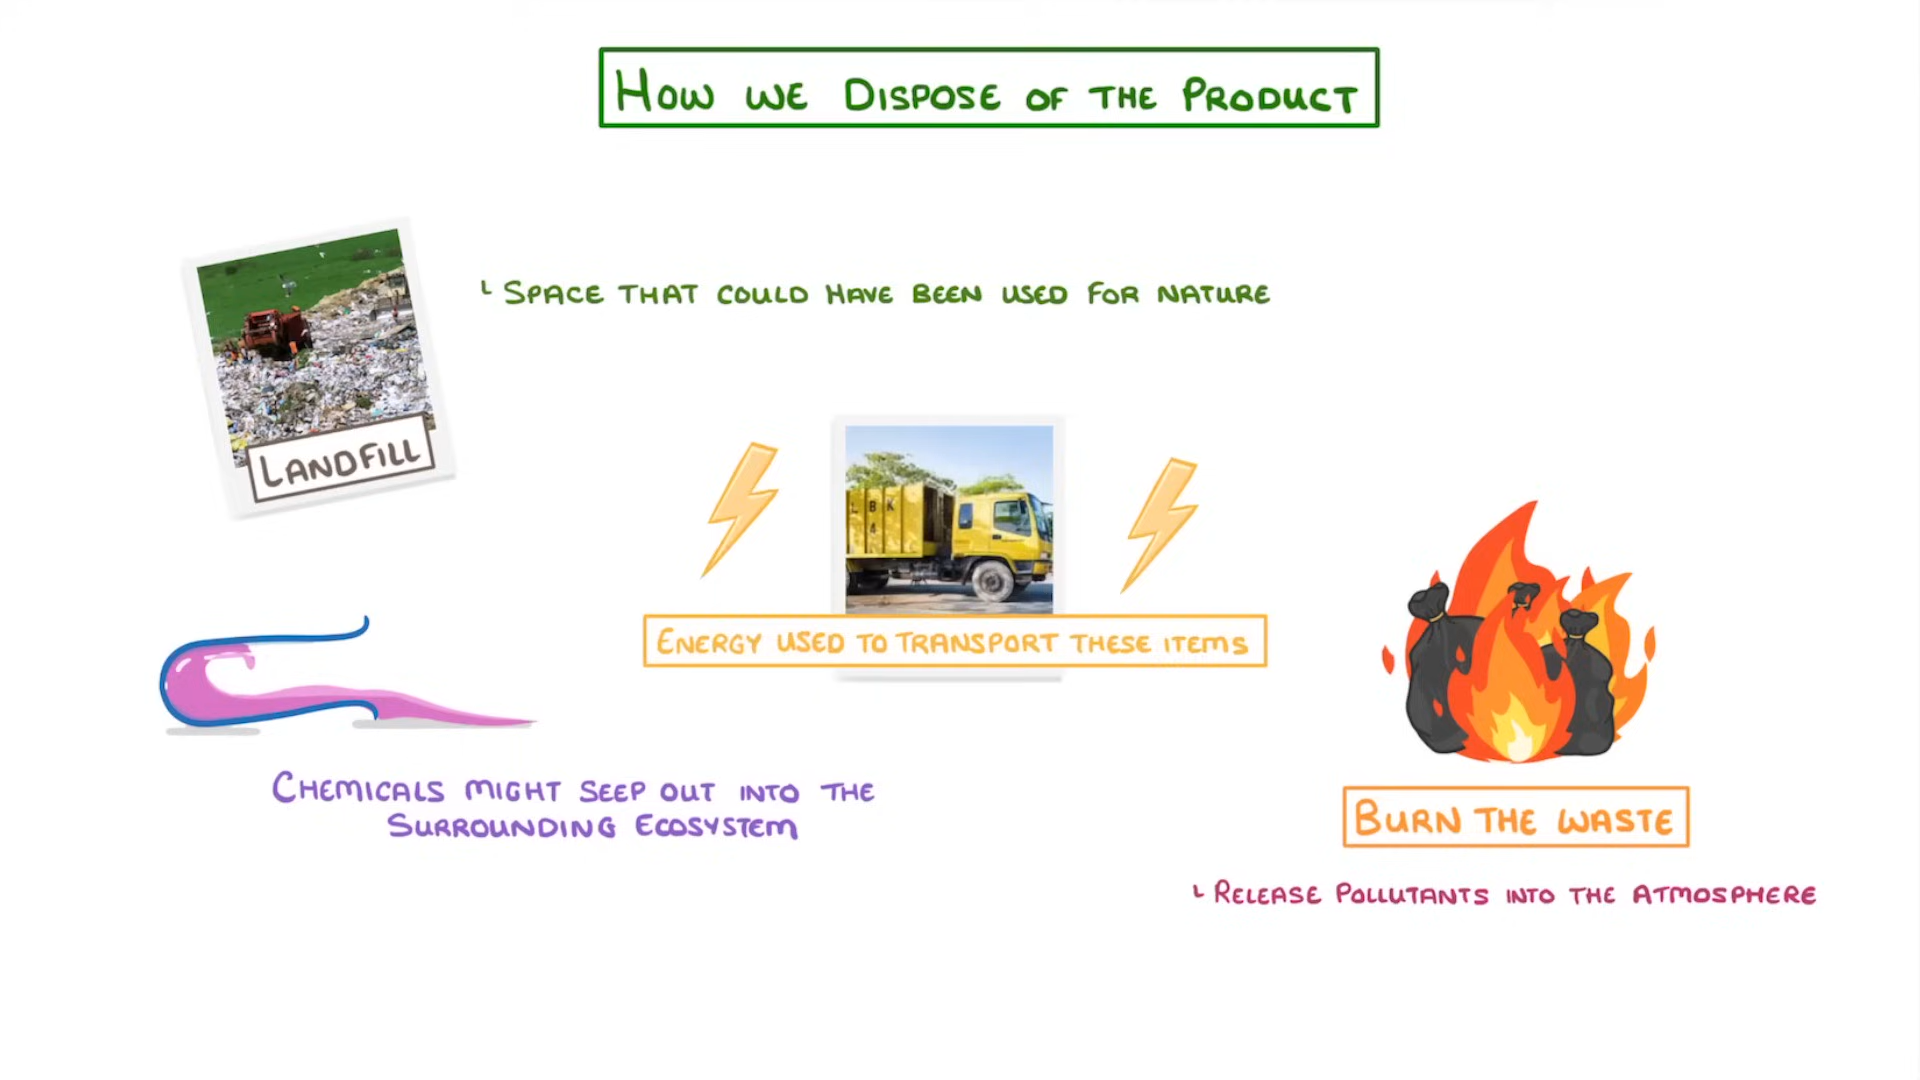 HOW WE DISPOSE OF THE PRODUCT
SPACE THAT COULD HAVE BEEN USED FOR NATURE
LANDFILL
L B K
4
ENERGY USED TO TRANSPORT THESE ITEMS
CHEMICALS MIGHT SEEP OUT INTO THE
SURROUNDING ECOSYSTEM
BURN THE WASTE
RELEASE POLLUTANTS INTO THE ATMOSPHERE